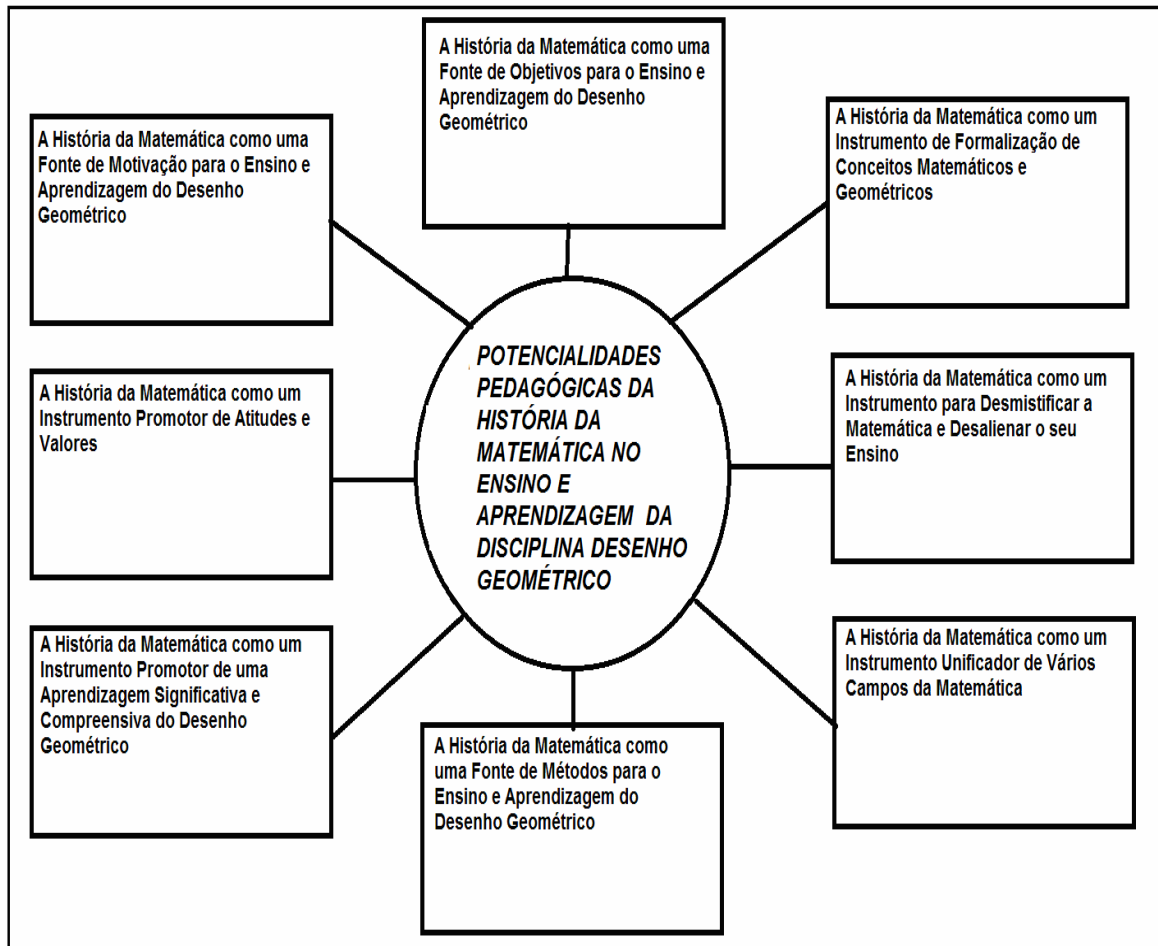 A História da Matemática como uma
Fonte de Objetivos para o Ensino e
Aprendizagem do Desenho
Geométrico
A História da Matemática como uma
Fonte de Motivação para o Ensino e
Aprendizagem do Desenho
Geométrico
A História da Matemática como um
Instrumento de Formalização de
Conceitos Matemáticos e
Geométricos
A História da Matemática como um
Instrumento Promotor de Atitudes e
Valores
POTENCIALIDADES
PEDAGÓGICAS DA
HISTÓRIA DA
MATEMÁTICA NO
ENSINO E
APRENDIZAGEM DA
DISCIPLINA DESENHO
GEOMÉTRICO
A História da Matemática como um
Instrumento para Desmistificar a
Matemática e Desalienar o seu
Ensino
A História da Matemática como um
Instrumento Promotor de uma
Aprendizagem Significativa e
Compreensiva do Desenho
Geométrico
A História da Matemática como
uma Fonte de Métodos para o
Ensino e Aprendizagem do
Desenho Geométrico
A História da Matemática como um
Instrumento Unificador de Vários
Campos da Matemática